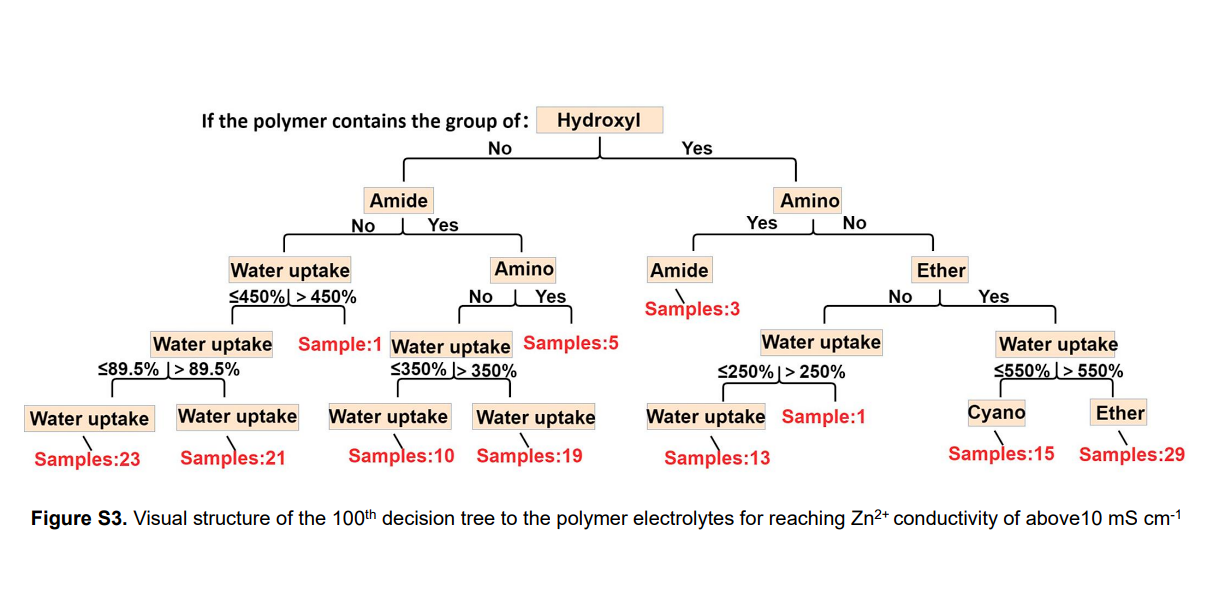 If the polymer contains the group of: Hydroxyl
No Yes
Amide Amino
No Yes Yes No
Water uptake Amino Amide Ether
≤450% > 450% No Yes Samples:3 No Yes
Water uptake Sample:1 Water uptake Samples:5 Water uptake Water uptake
≤89.5% > 89.5% ≤350% > 350% ≤250% > 250% ≤550% > 550%
Water uptake Water uptake Water uptake Water uptake Water uptake Sample:1 Cyano Ether
Samples:23 Samples:21 Samples:10 Samples:19 Samples:13 Samples:15 Samples:29
Figure S3. Visual structure of the 100th decision tree to the polymer electrolytes for reaching Zn2+ conductivity of above10 mS cm-1